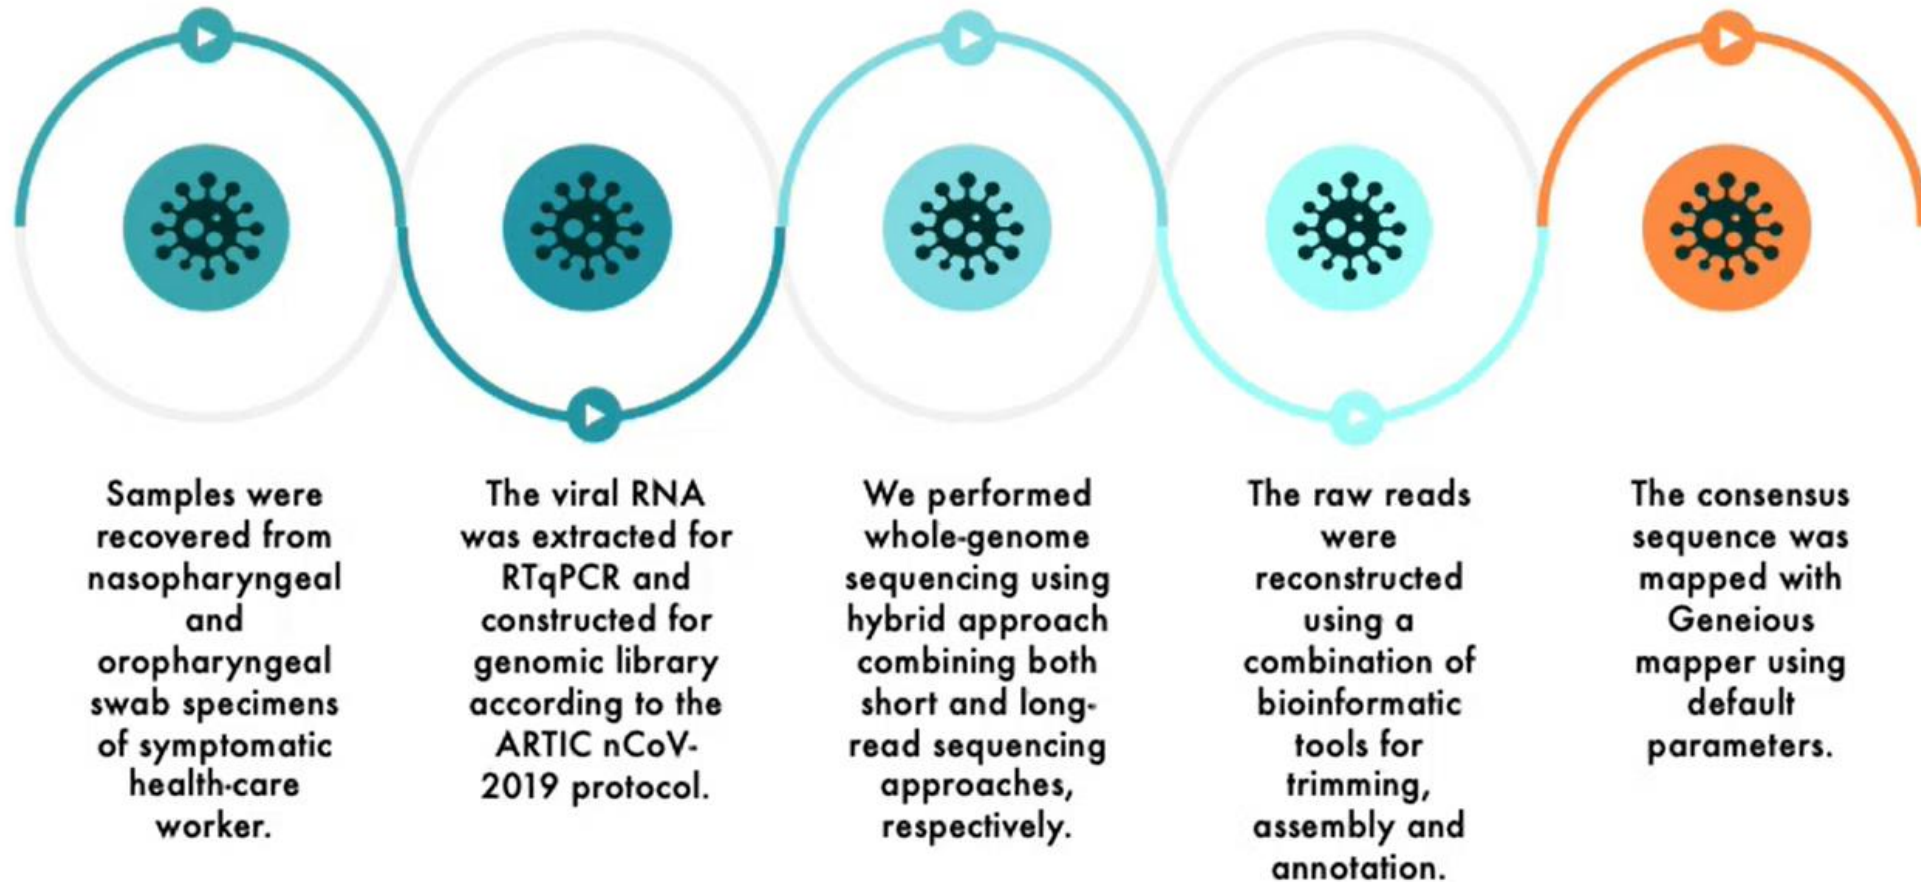 Samples were
recovered from
nasopharyngeal
and
oropharyngeal
swab specimens
of symptomatic
health-care
worker.
The viral RNA
was extracted for
RTqPCR and
constructed for
genomic library
according to the
ARTIC nCoV-
2019 protocol.
We performed
whole-genome
sequencing using
hybrid approach
combining both
short and long-
read sequencing
approaches,
respectively.
The raw reads
were
reconstructed
using a
combination of
bioinformatic
tools for
trimming,
assembly and
annotation.
The consensus
sequence was
mapped with
Geneious
mapper using
default
parameters.